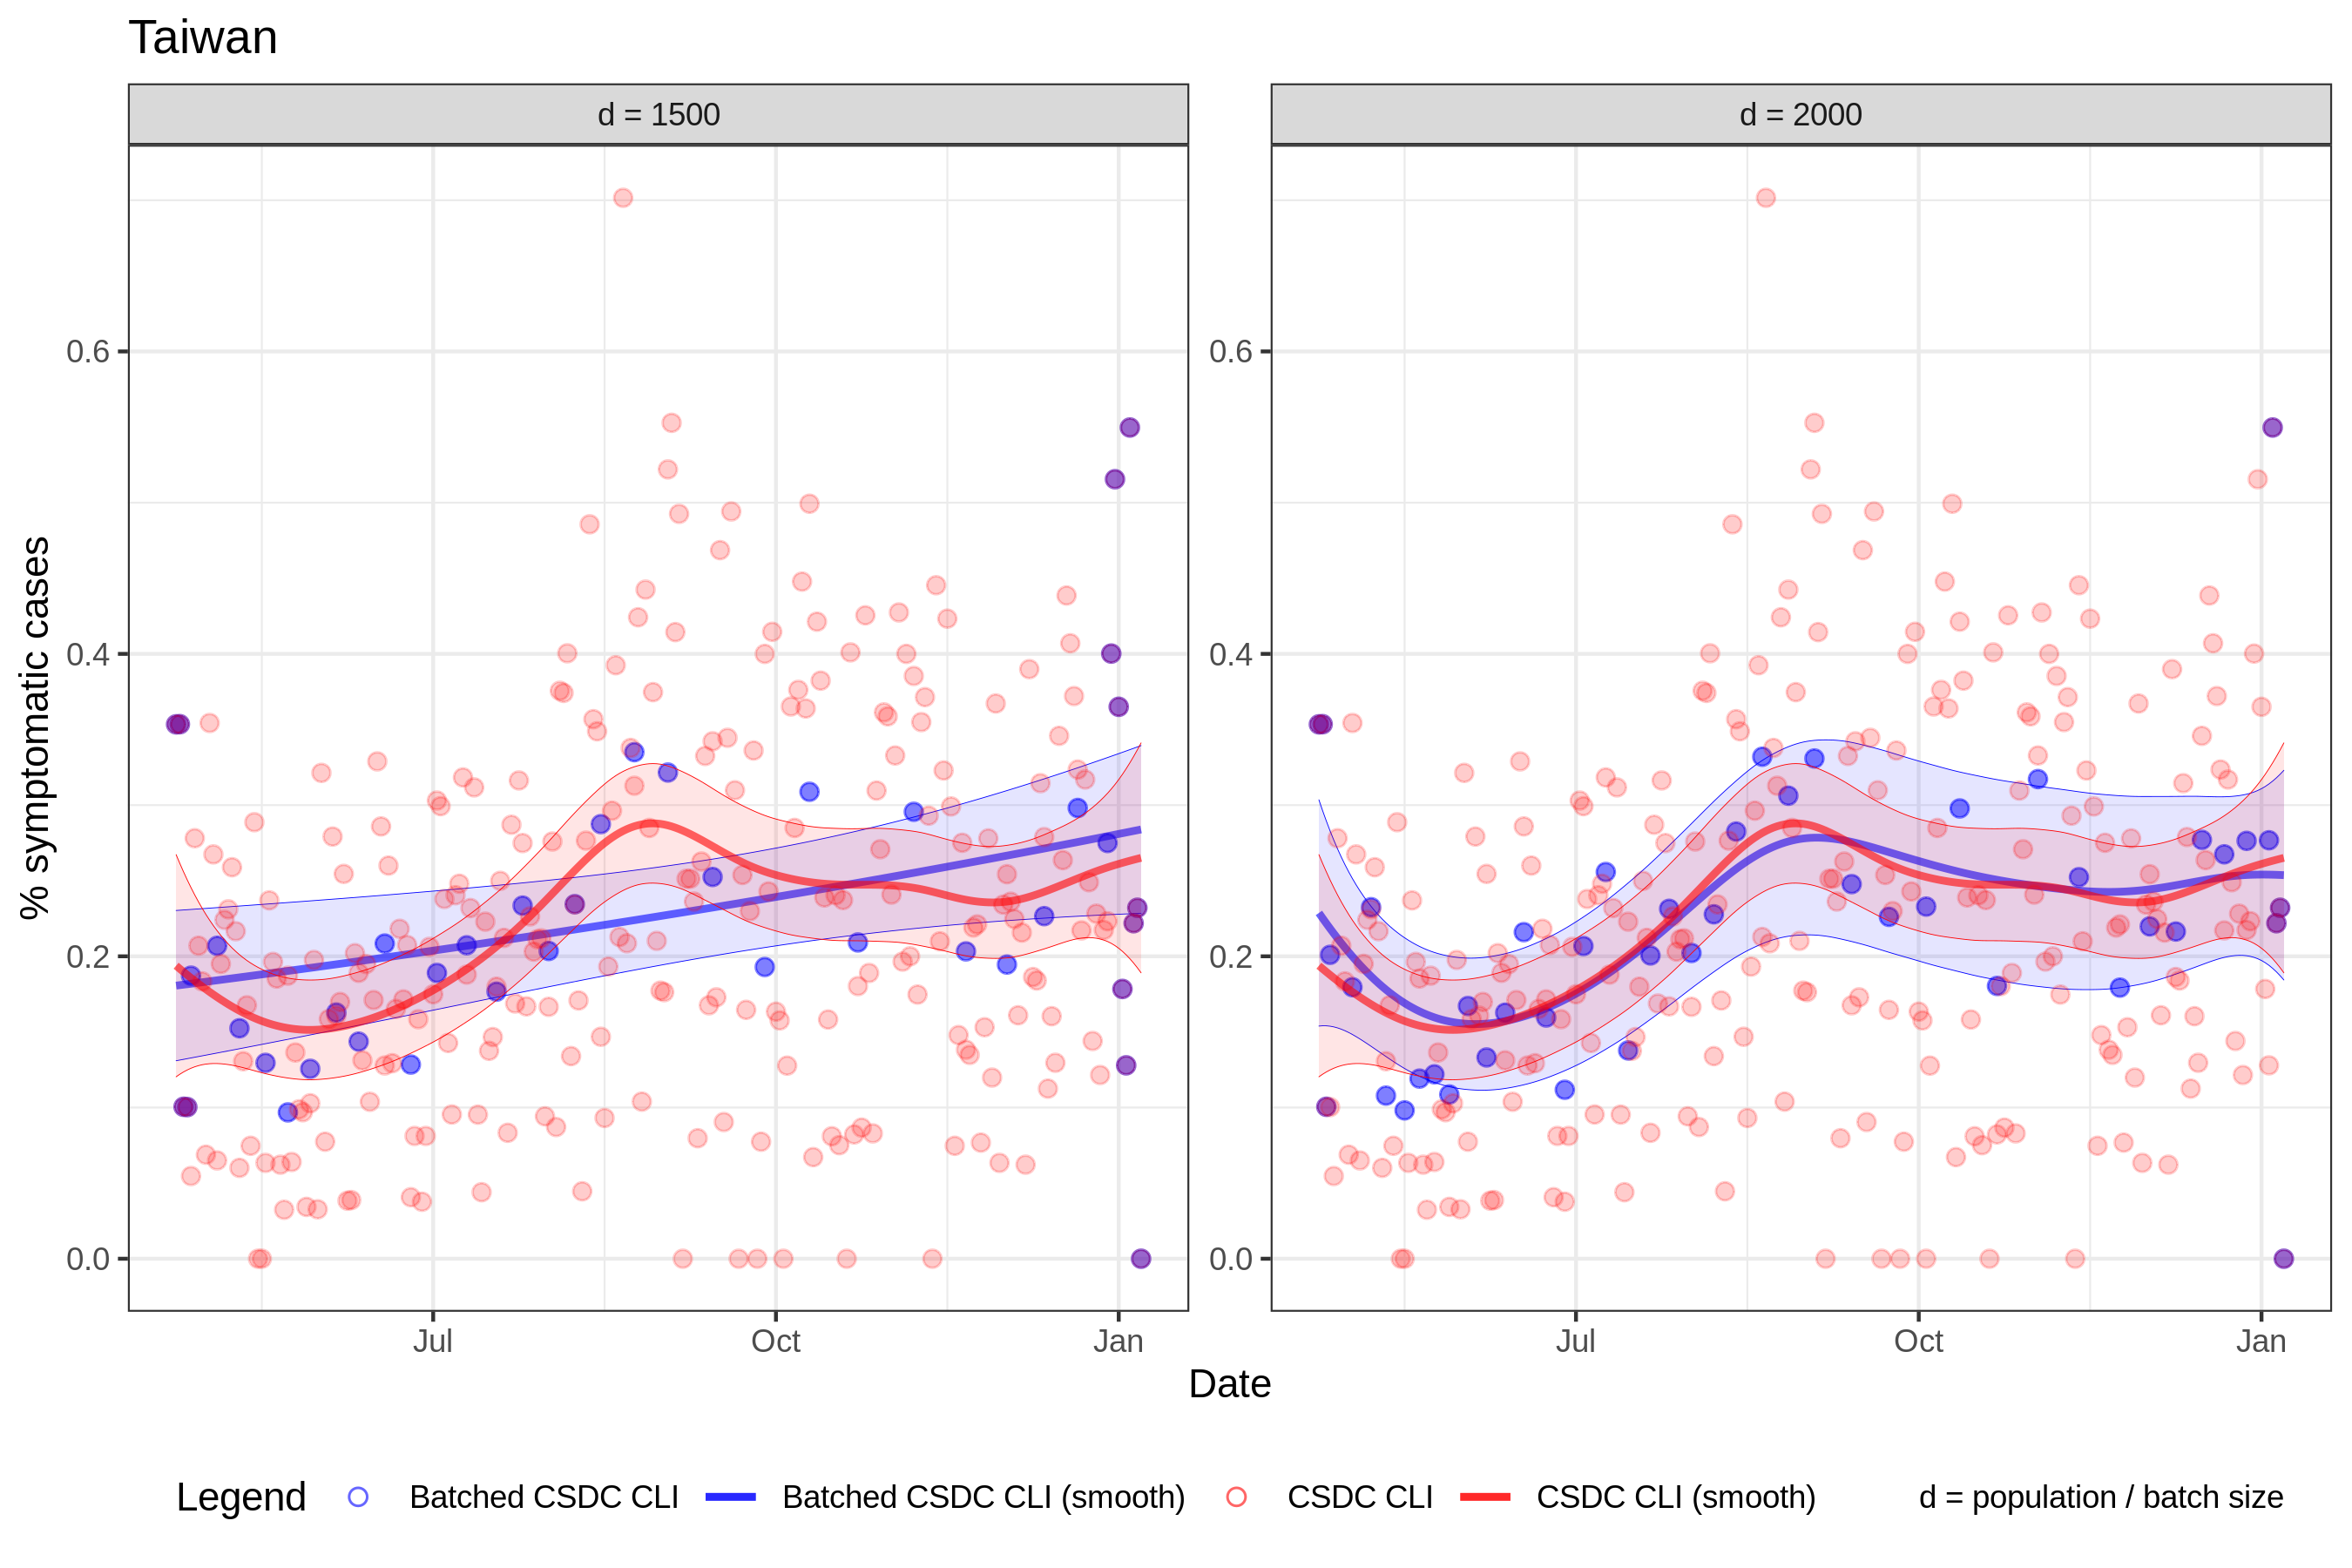 Taiwan
d = 1500
d = 2000
% symptomatic cases
0.6
0.4
0.2
0.0
0.6
0.4
0.2
0.0
Jul
Oct
Jan
Jul
Oct
Jan
Date
Legend
Batched CSDC CLI
Batched CSDC CLI (smooth)
CSDC CLI
CSDC CLI (smooth)
d = population / batch size